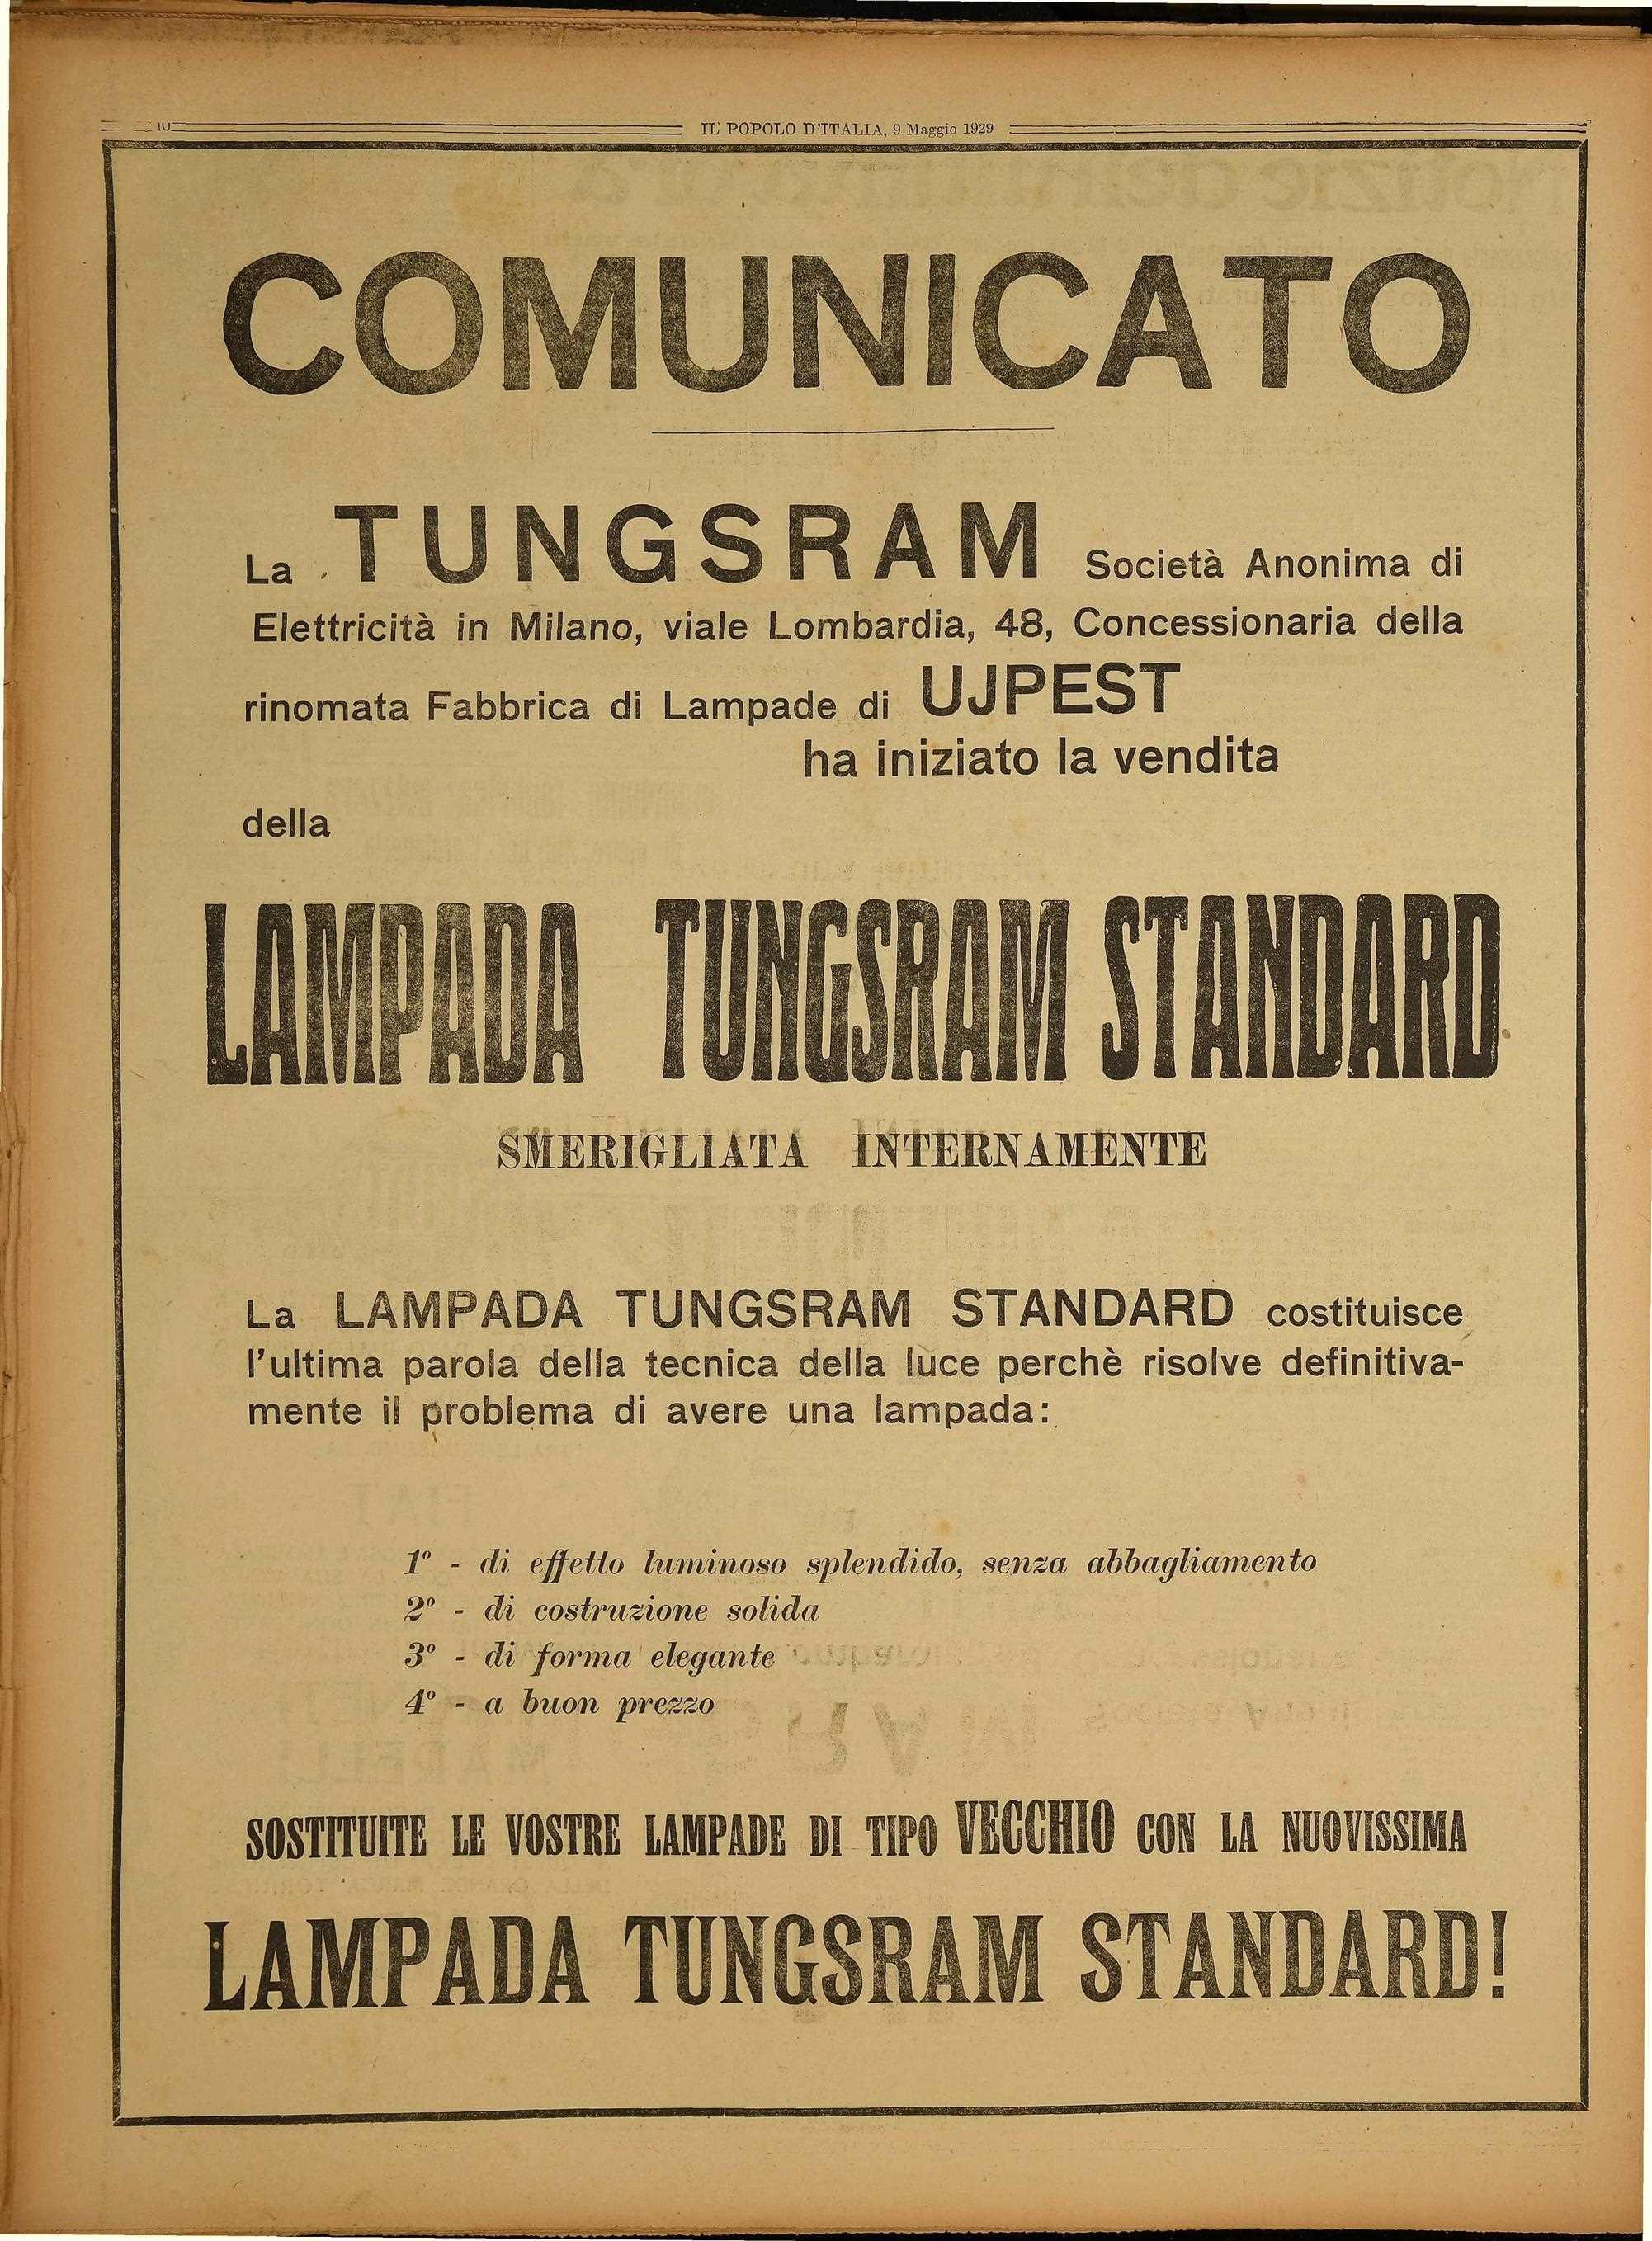 10
IL POPOLO D'ITALIA, 9 Maggio 1929
COMUNICATO
La TUNGSRAM Società Anonima di
Elettricità in Milano, viale Lombardia, 48, Concessionaria della
rinomata Fabbrica di Lampade di UJPEST
ha iniziato la vendita
della
LAMPADA TUNGSRAM STANDARD
SMERIGLIATA INTERNAMENTE
La LAMPADA TUNGSRAM STANDARD costituisce
l'ultima parola della tecnica della luce perchè risolve definitiva-
mente il problema di avere una lampada:
1º - di effetto luminoso splendido, senza abbagliamento
2º - di costruzione solida
3º - di forma elegante
4º - a buon prezzo
SOSTITUITE LE VOSTRE LAMPADE DI TIPO VECCHIO CON LA NUOVISSIMA
LAMPADA TUNGSRAM STANDARD!